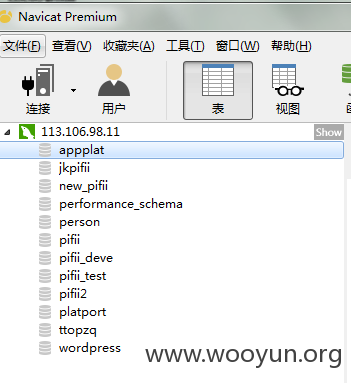 Navicat Premium
文件(F) 查看(V) 收藏夹(A) 工具(T) 窗口(W) 帮助(H)
连接 用户 表 视图
113.106.98.11 Show
appplat
jkpifii
new_pifii
performance_schema
person
pifii
pifii_deve
pifii_test
pifii2
platport
ttopzq
wordpress
www.wooyun.org